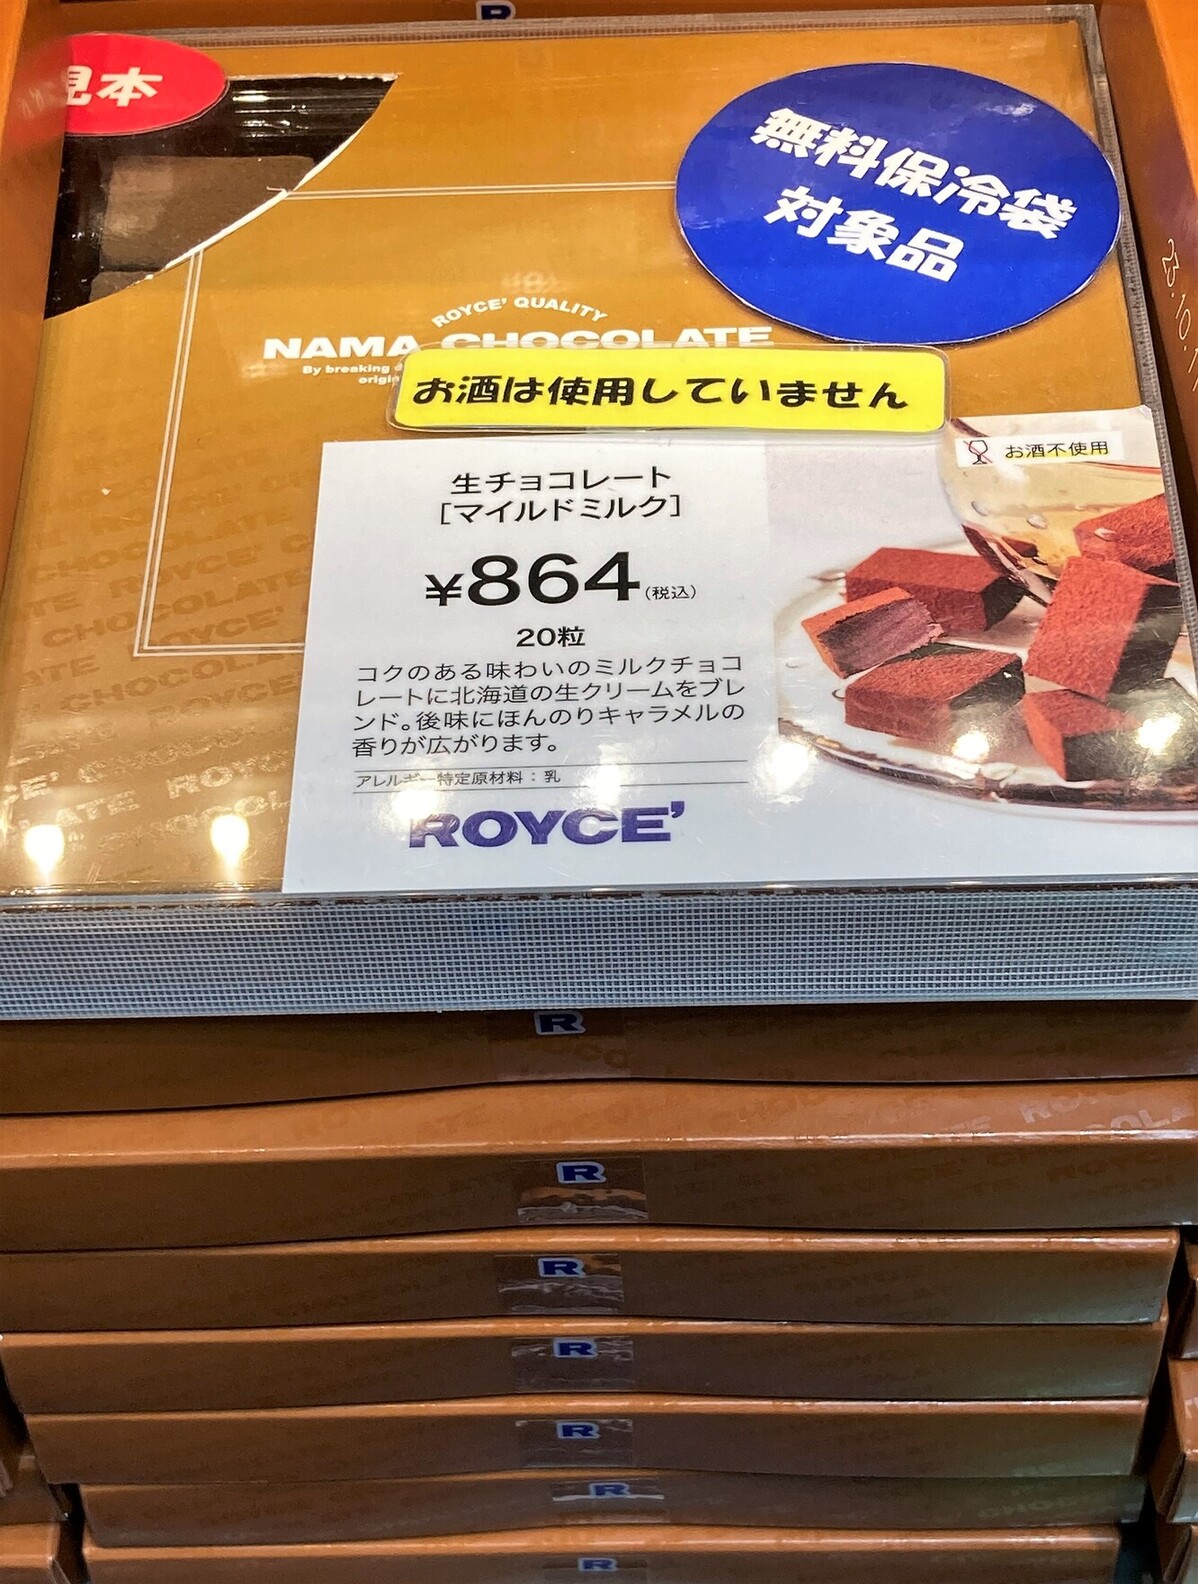 R
見本
無料保冷袋
対象品
ROYCE' QUALITY
NAMA CHOCOLATE
By breaking
お酒は使用していません
お酒不使用
生チョコレート
[マイルドミルク]
¥864(税込)
20粒
コクのある味わいのミルクチョコ
レートに北海道の生クリームをブレ
ンド。後味にほんのりキャラメルの
香りが広がります。
アレルギー特定原材料：乳
ROYCE'
R
R
R
R
R
R
R